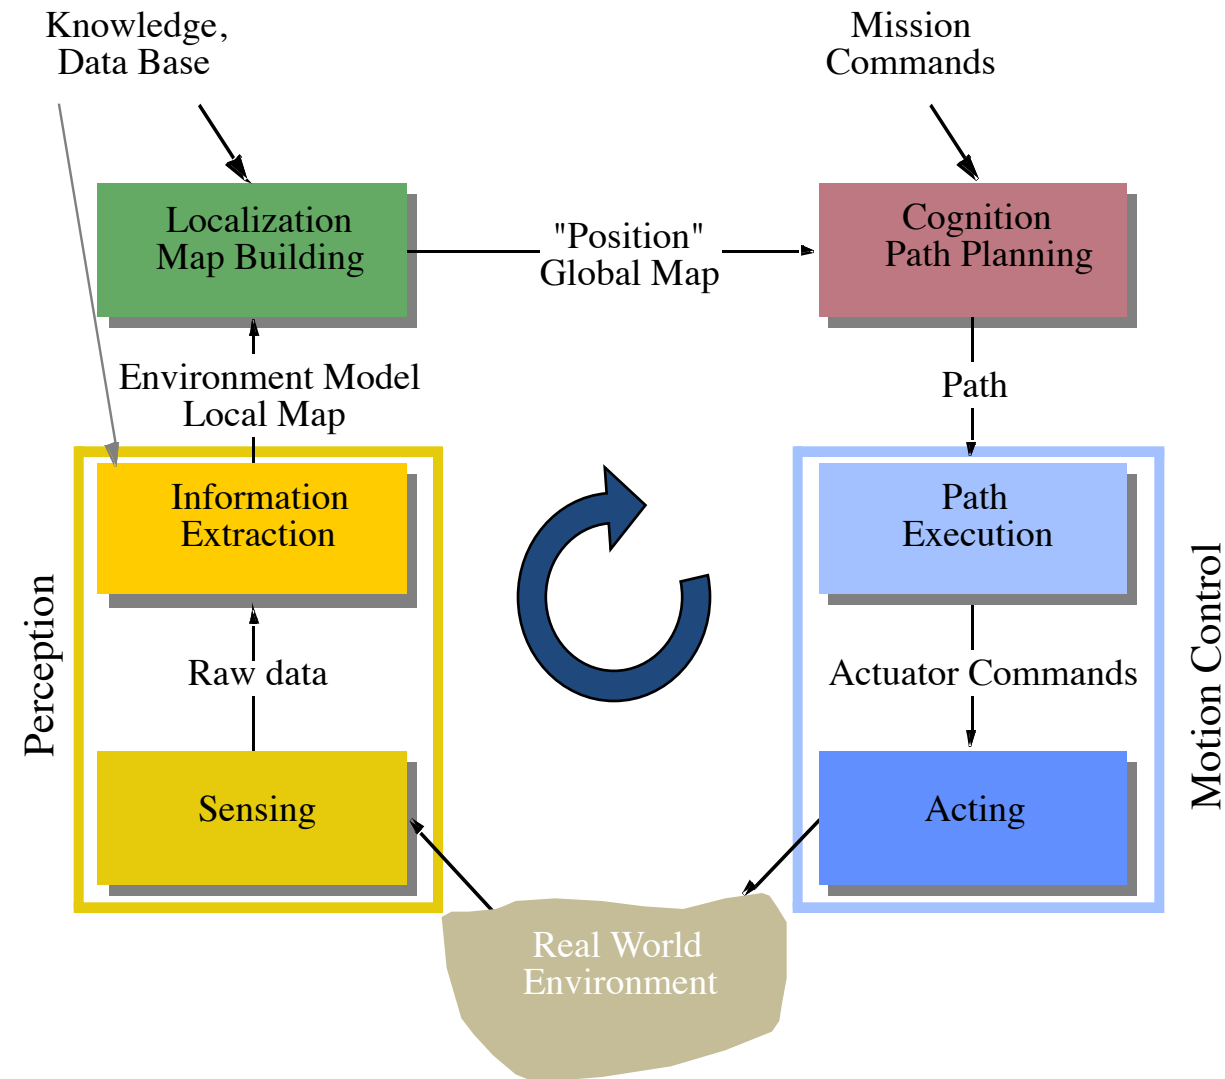 Knowledge,
Data Base
Mission
Commands
Localization
Map Building
"Position"
Global Map
Cognition
Path Planning
Environment Model
Local Map
Path
Information
Extraction
Path
Execution
Perception
Motion Control
Raw data
Actuator Commands
Sensing
Acting
Real World
Environment